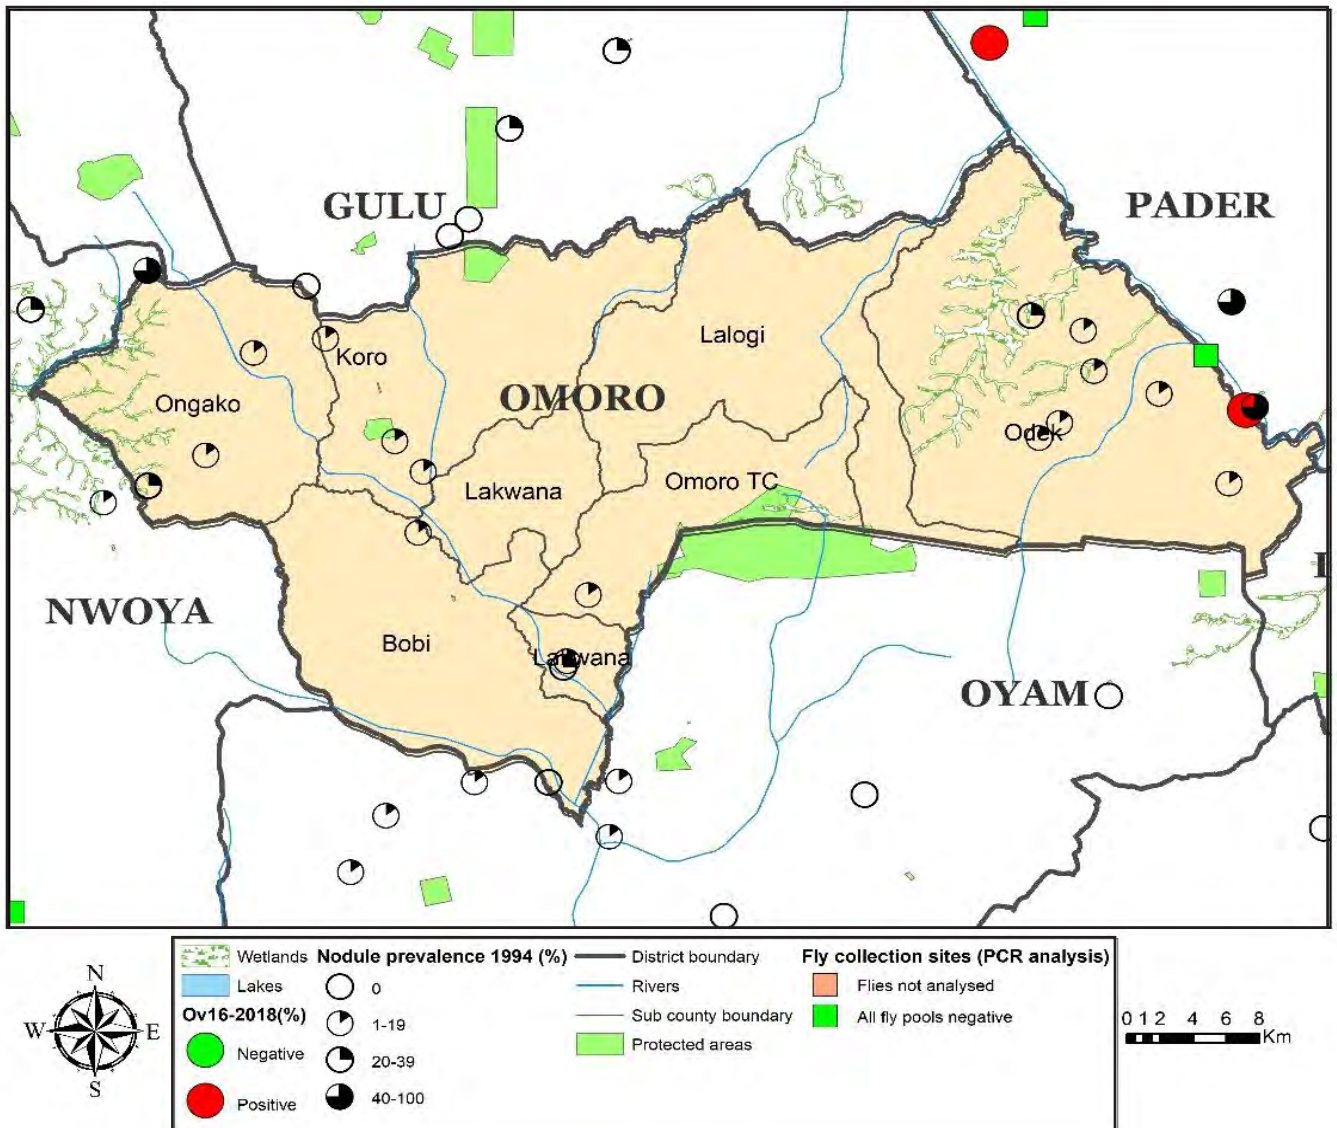 GULU
PADER
Lalogi
Koro
OMORO
Ongako
Odek
Omoro TC
Lakwana
NWOYA
Bobi
Lakwana
OYAM
Wetlands
Lakes
Ov16-2018(%)
Negative
Positive
Nodule prevalence 1994 (%)
0
1-19
20-39
40-100
District boundary
Rivers
Sub county boundary
Protected areas
Fly collection sites (PCR analysis)
Flies not analysed
All fly pools negative
N
W E
S
0 1 2 4 6 8
Km